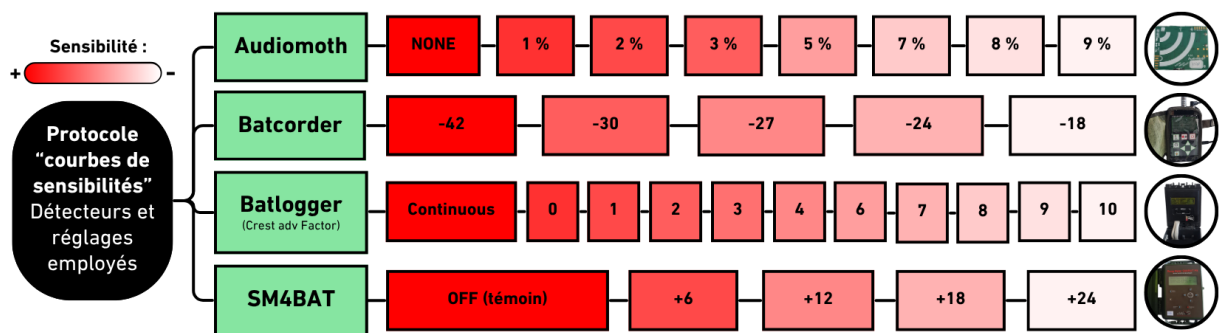 Sensibilité :
+ -
Protocole
“courbes de
sensibilités”
Détecteurs et
réglages
employés
Audiomoth
NONE 1 % 2 % 3 % 5 % 7 % 8 % 9 %
Batcorder
-42 -30 -27 -24 -18
Batlogger
(Crest adv Factor)
Continuous 0 1 2 3 4 6 7 8 9 10
SM4BAT
OFF (témoin) +6 +12 +18 +24